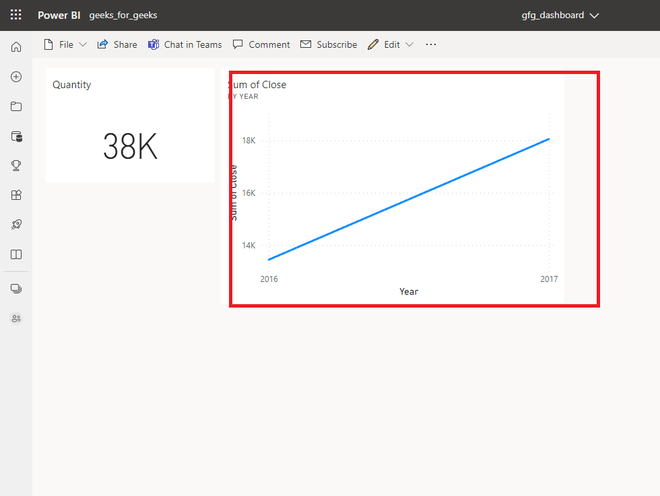 Power BI geeks_for_geeks gfg_dashboard
File Share Chat in Teams Comment Subscribe Edit ...
Quantity
38K
Sum of Close
BY YEAR
18K
16K
14K
Sum of Close
2016 2017
Year